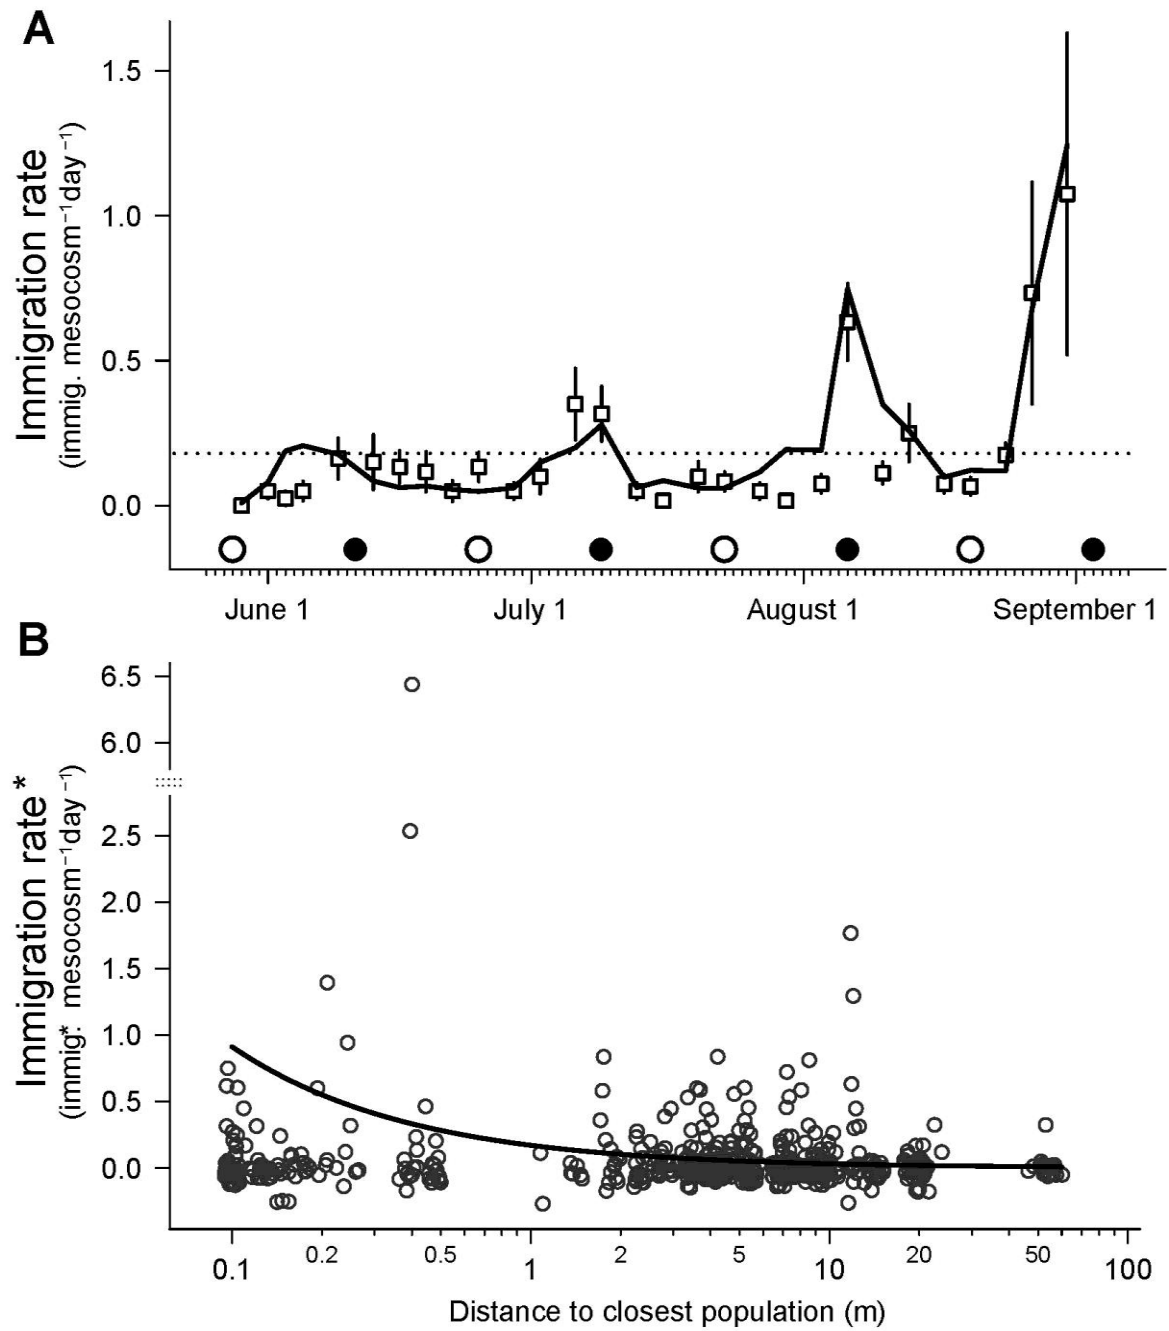 A
Immigration rate
(immig. mesocosm⁻¹day⁻¹)
1.5
1.0
0.5
0.0
June 1
July 1
August 1
September 1
B
Immigration rate*
(immig* mesocosm⁻¹day⁻¹)
6.5
6.0
2.5
2.0
1.5
1.0
0.5
0.0
0.1 0.2 0.5 1 2 5 10 20 50 100
Distance to closest population (m)